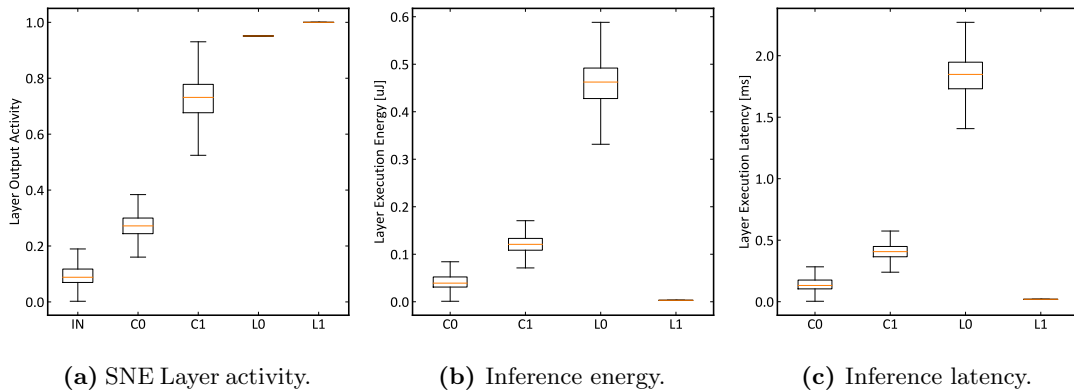 Layer Output Activity
1.0
0.8
0.6
0.4
0.2
0.0
IN C0 C1 L0 L1
(a) SNE Layer activity.
Layer Execution Energy [uJ]
0.6
0.5
0.4
0.3
0.2
0.1
0.0
C0 C1 L0 L1
(b) Inference energy.
Layer Execution Latency [ms]
2.0
1.5
1.0
0.5
0.0
C0 C1 L0 L1
(c) Inference latency.